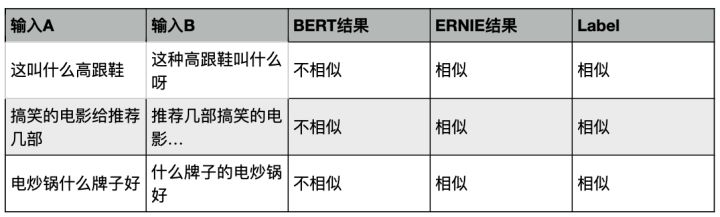 输入A 输入B BERT结果 ERNIE结果 Label
这叫什么高跟鞋 这种高跟鞋叫什么呀 不相似 相似 相似
搞笑的电影给推荐几部 推荐几部搞笑的电影... 不相似 相似 相似
电炒锅什么牌子好 什么牌子的电炒锅好 不相似 相似 相似